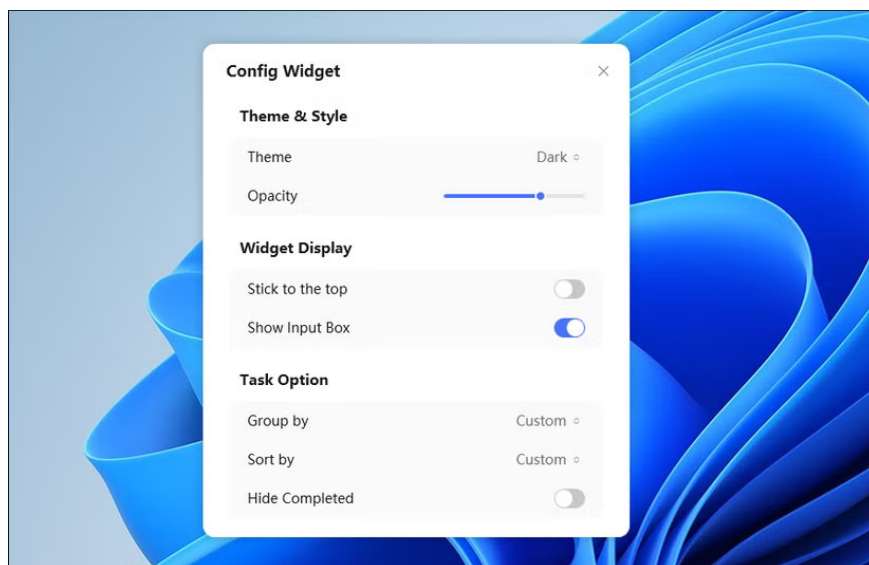 Config Widget
Theme & Style
Theme Dark
Opacity
Widget Display
Stick to the top
Show Input Box
Task Option
Group by Custom
Sort by Custom
Hide Completed